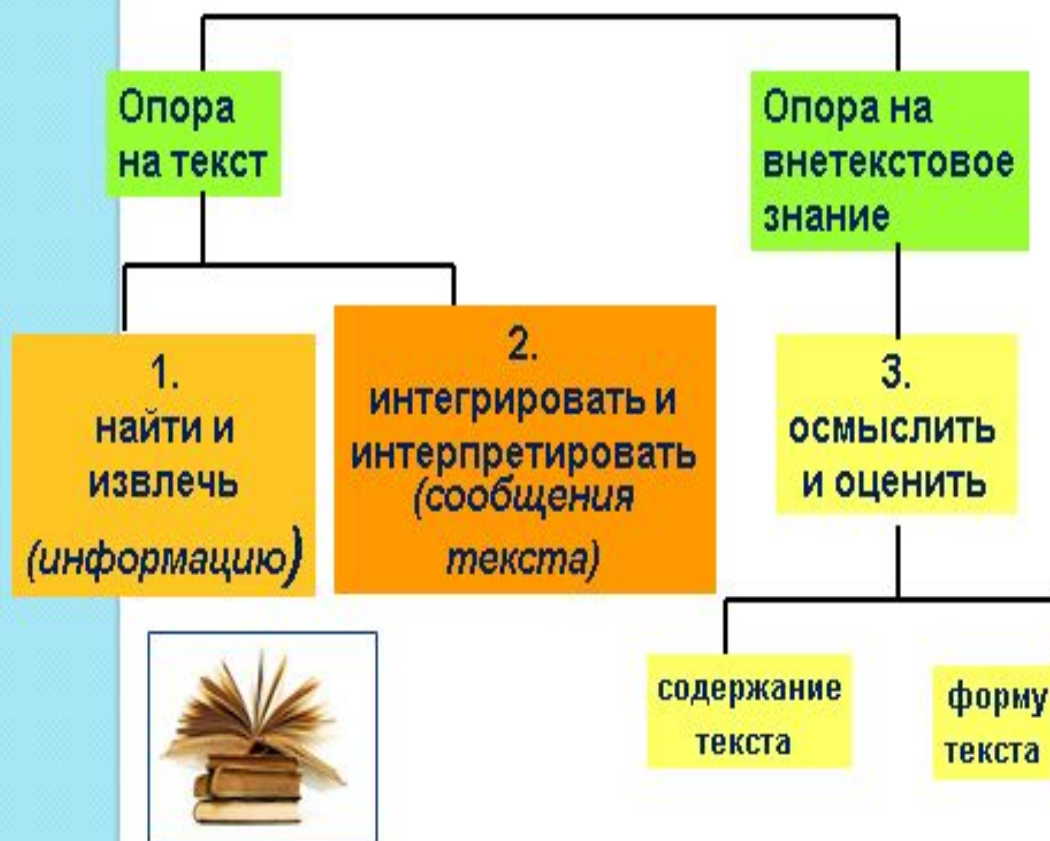 Опора
на текст
Опора на
внетекстовое
знание
1.
найти и
извлечь
(информацию)
2.
интегрировать и
интерпретировать
(сообщения
текста)
3.
осмыслить
и оценить
содержание
текста
форму
текста